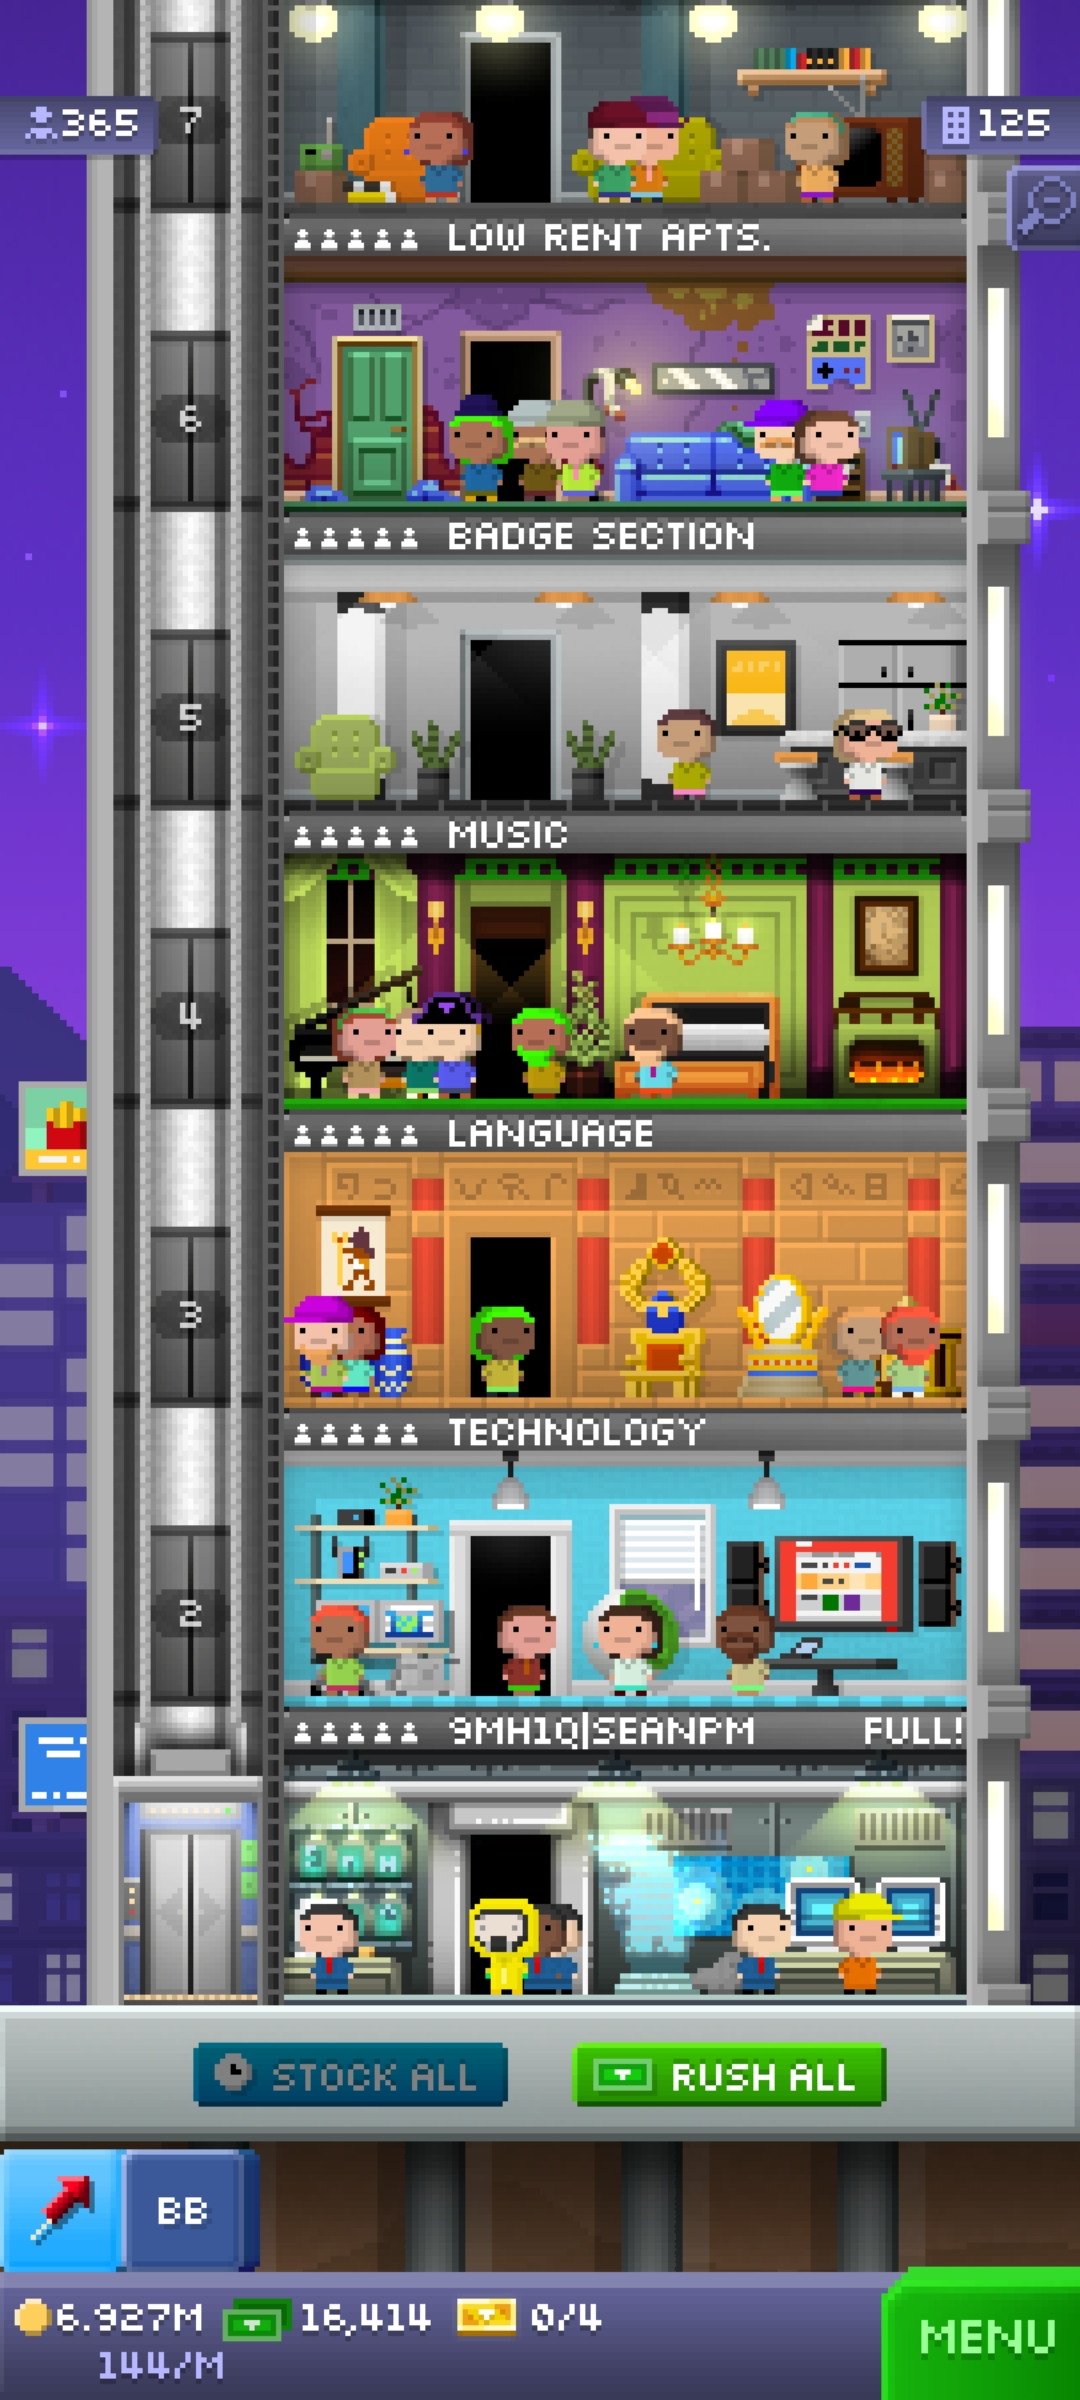 365
7
125
LOW RENT APTS.
6
BADGE SECTION
5
MUSIC
4
LANGUAGE
3
TECHNOLOGY
2
9MH1Q|SEANPM FULL!
STOCK ALL
RUSH ALL
BB
6.927M
16,414
0/4
144/M
MENU